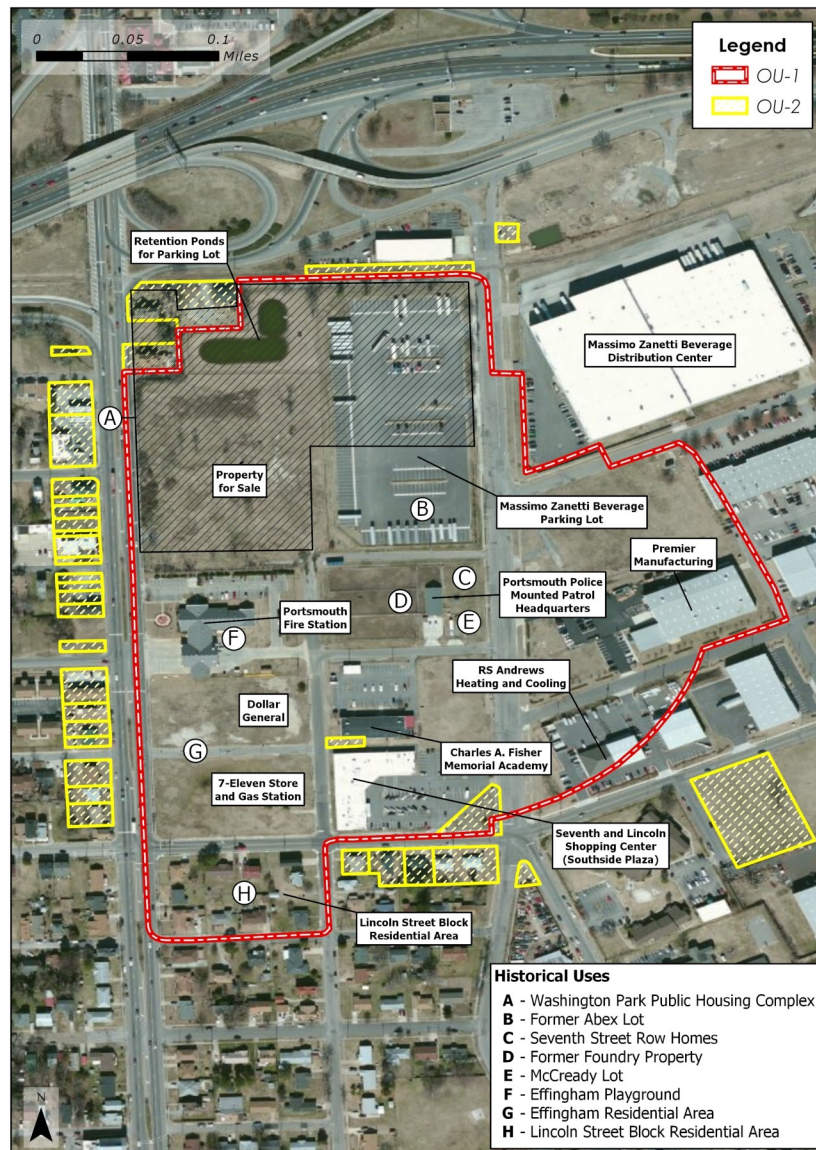 0 0.05 0.1
Miles
Legend
OU-1
OU-2
Retention Ponds
for Parking Lot
Massimo Zanetti Beverage
Distribution Center
A
Property
for Sale
B
Massimo Zanetti Beverage
Parking Lot
Premier
Manufacturing
C
Portsmouth Police
Mounted Patrol
Headquarters
D
E
Portsmouth
Fire Station
F
RS Andrews
Heating and Cooling
Dollar
General
G
Charles A. Fisher
Memorial Academy
7-Eleven Store
and Gas Station
Seventh and Lincoln
Shopping Center
(Southside Plaza)
H
Lincoln Street Block
Residential Area
Historical Uses
A - Washington Park Public Housing Complex
B - Former Abex Lot
C - Seventh Street Row Homes
D - Former Foundry Property
E - McCready Lot
F - Effingham Playground
G - Effingham Residential Area
H - Lincoln Street Block Residential Area
N